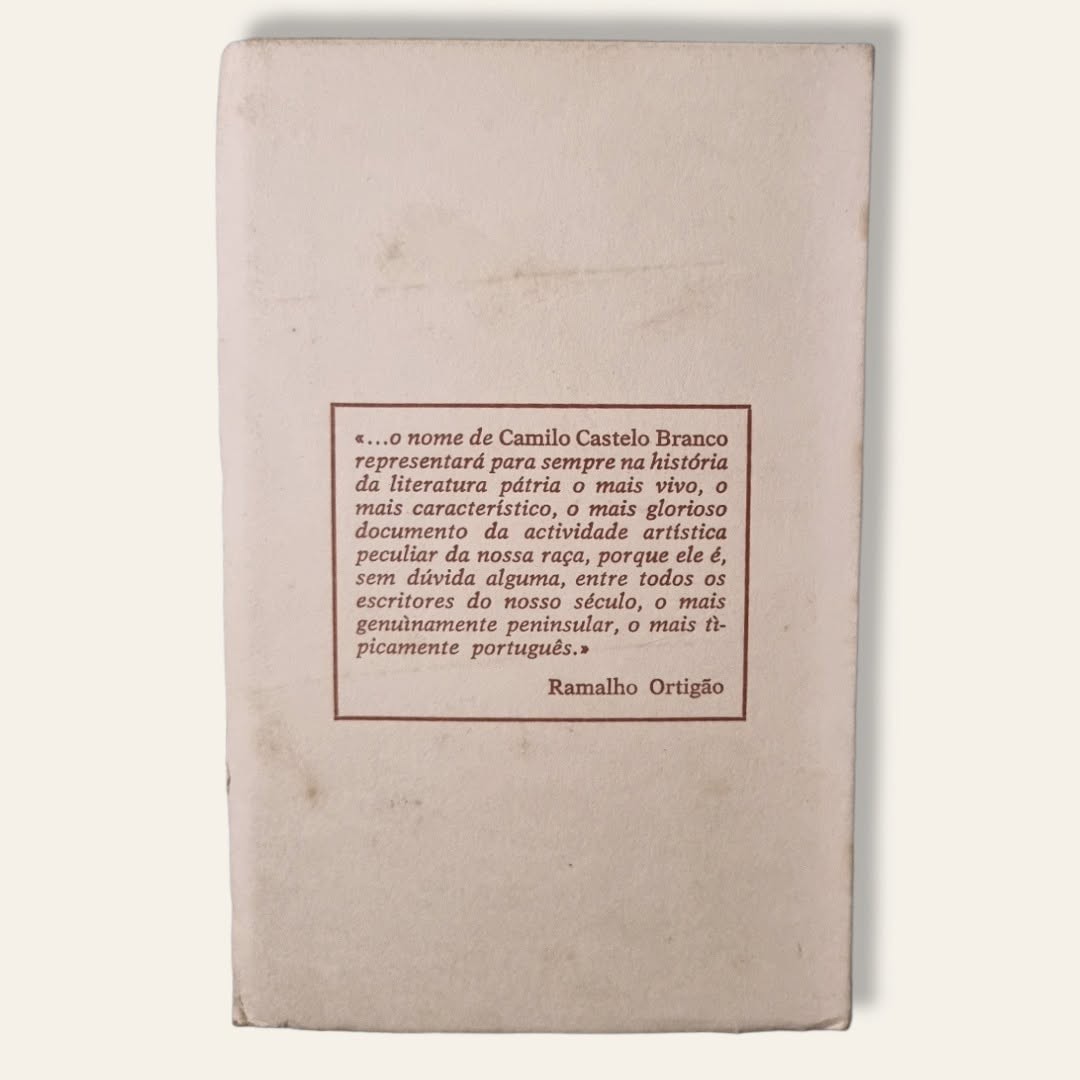 «...o nome de Camilo Castelo Branco
representará para sempre na história
da literatura pátria o mais vivo, o
mais característico, o mais glorioso
documento da actividade artística
peculiar da nossa raça, porque ele é,
sem dúvida alguma, entre todos os
escritores do nosso século, o mais
genuìnamente peninsular, o mais tì-
picamente português.»
Ramalho Ortigão